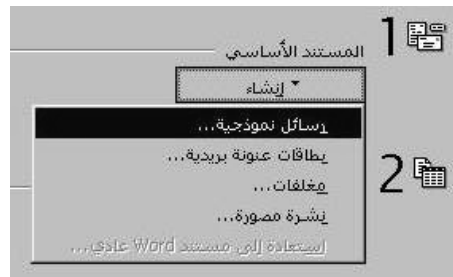 1
المستند الأساسي
إنشاء
رسائل نموذجية...
بطاقات عنونة بريدية...
مغلفات...
نشرة مصورة...
استعادة إلى مستند Word عادي...
2